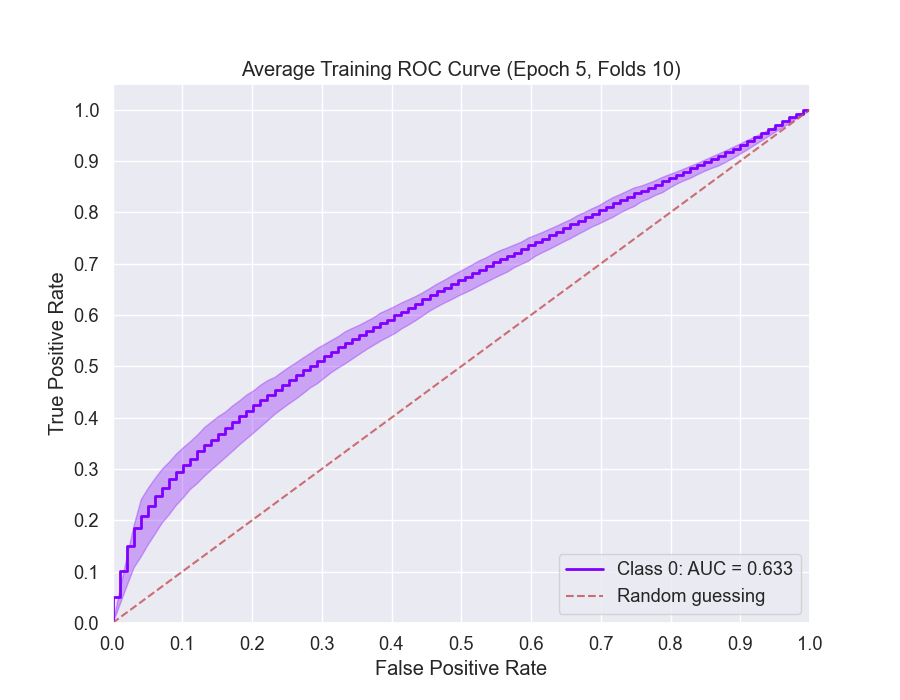 Average Training ROC Curve (Epoch 5, Folds 10)
True Positive Rate
1.0
0.9
0.8
0.7
0.6
0.5
0.4
0.3
0.2
0.1
0.0
Class 0: AUC = 0.633
Random guessing
0.0 0.1 0.2 0.3 0.4 0.5 0.6 0.7 0.8 0.9 1.0
False Positive Rate